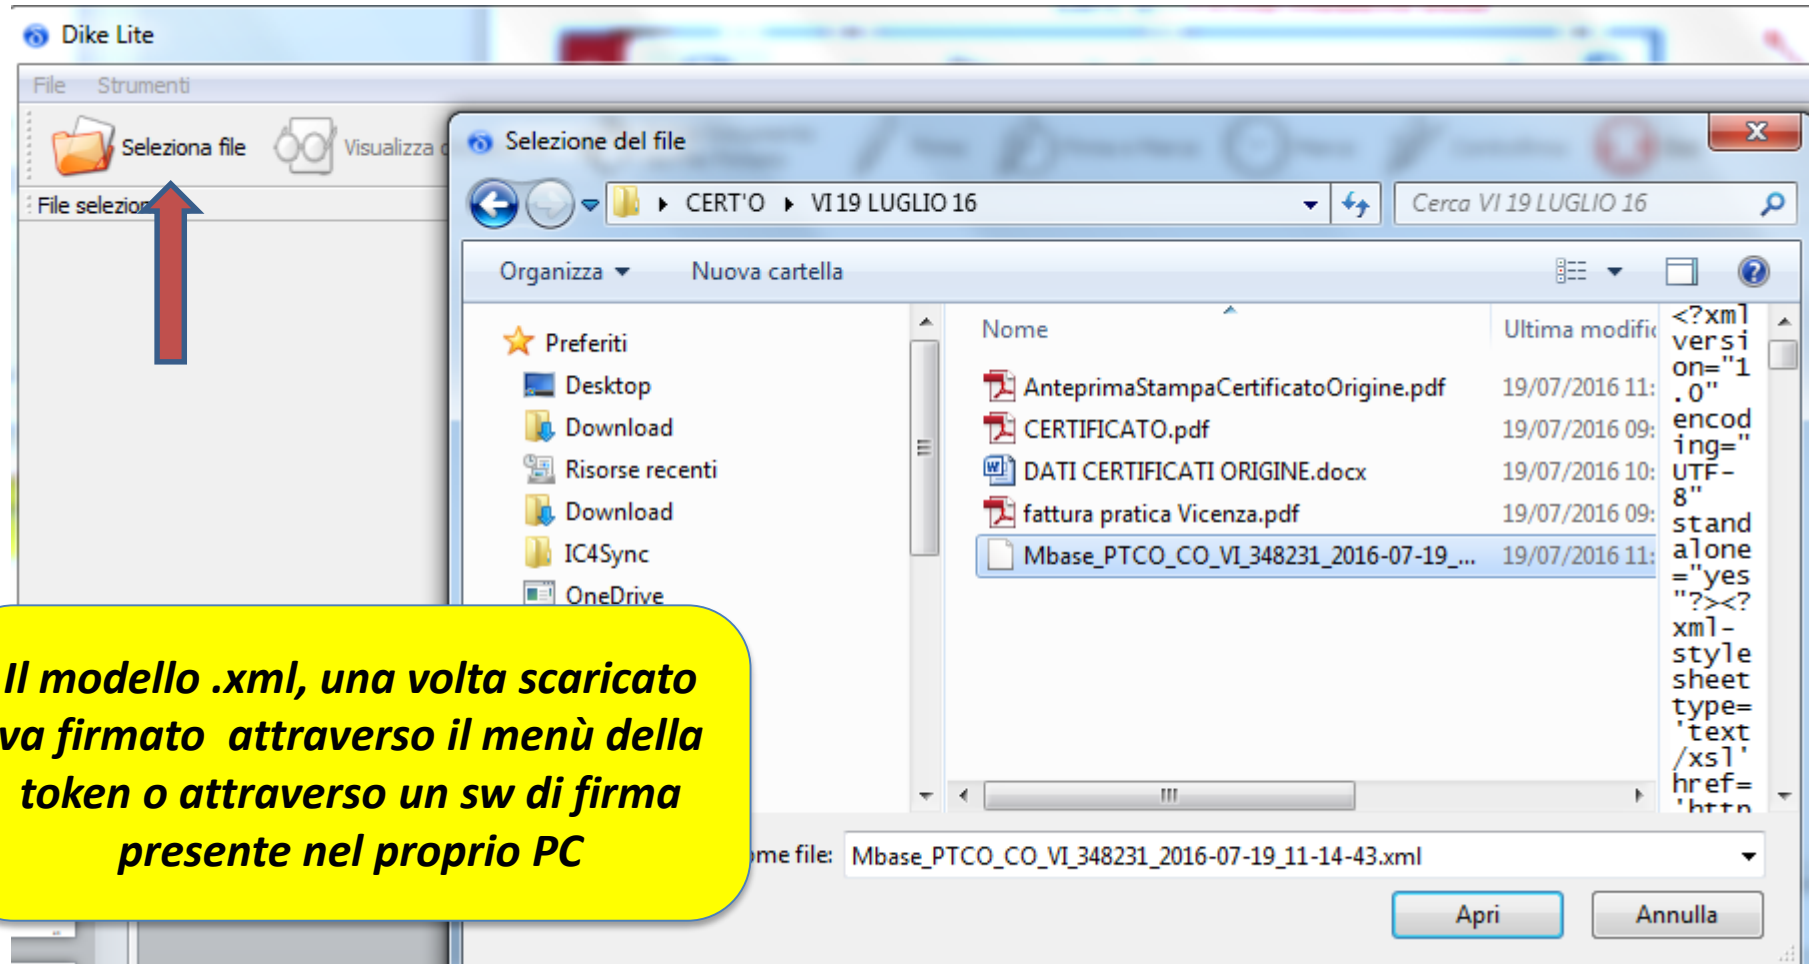 Dike Lite
File Strumenti
Seleziona file
Visualizza
File selezion
Selezione del file
CERT'O VI 19 LUGLIO 16
Cerca VI 19 LUGLIO 16
Organizza Nuova cartella
Preferiti
Desktop
Download
Risorse recenti
Download
IC4Sync
OneDrive
Nome Ultima modific
AnteprimaStampaCertificatoOrigine.pdf 19/07/2016 11:
CERTIFICATO.pdf 19/07/2016 09:
DATI CERTIFICATI ORIGINE.docx 19/07/2016 10:
fattura pratica Vicenza.pdf 19/07/2016 09:
Mbase_PTCO_CO_VI_348231_2016-07-19_... 19/07/2016 11:
<?xml
versi
on="1
.0"
encod
ing="
UTF-
8"
stand
alone
="yes
"?><?
xml-
style
sheet
type=
'text
/xsl'
href=
'http
Il modello .xml, una volta scaricato
va firmato attraverso il menù della
token o attraverso un sw di firma
presente nel proprio PC
ome file: Mbase_PTCO_CO_VI_348231_2016-07-19_11-14-43.xml
Apri Annulla